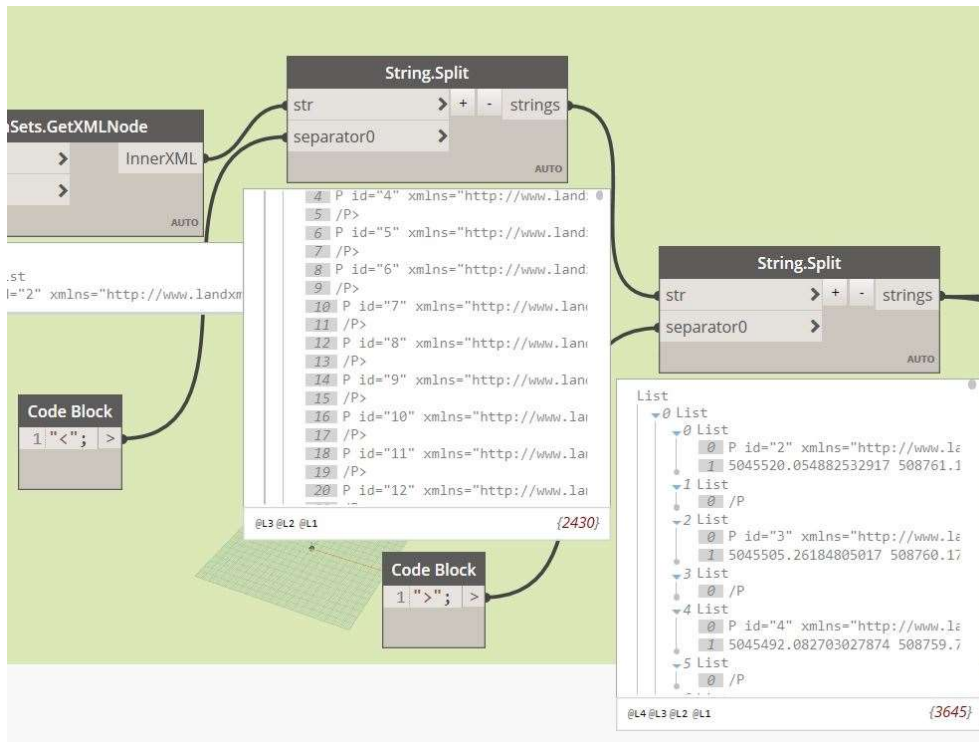 String.Split
str > + - strings
separator0 >
AUTO
nSets.GetXMLNode
> InnerXML
>
AUTO
="2" xmlns="http://www.landxm
Code Block
1 "<"; >
4 P id="4" xmlns="http://www.land
5 /P>
6 P id="5" xmlns="http://www.land
7 /P>
8 P id="6" xmlns="http://www.land
9 /P>
10 P id="7" xmlns="http://www.lan
11 /P>
12 P id="8" xmlns="http://www.lan
13 /P>
14 P id="9" xmlns="http://www.lan
15 /P>
16 P id="10" xmlns="http://www.la
17 /P>
18 P id="11" xmlns="http://www.la
19 /P>
20 P id="12" xmlns="http://www.la
@L3 @L2 @L1 {2430}
Code Block
1 ">"; >
String.Split
str > + - strings
separator0 >
AUTO
List
0 List
0 List
0 P id="2" xmlns="http://www.la
1 5045520.054882532917 508761.1
1 List
0 /P
2 List
0 P id="3" xmlns="http://www.la
1 5045505.26184805017 508760.17
3 List
0 /P
4 List
0 P id="4" xmlns="http://www.la
1 5045492.082703027874 508759.7
5 List
0 /P
@L4 @L3 @L2 @L1 {3645}